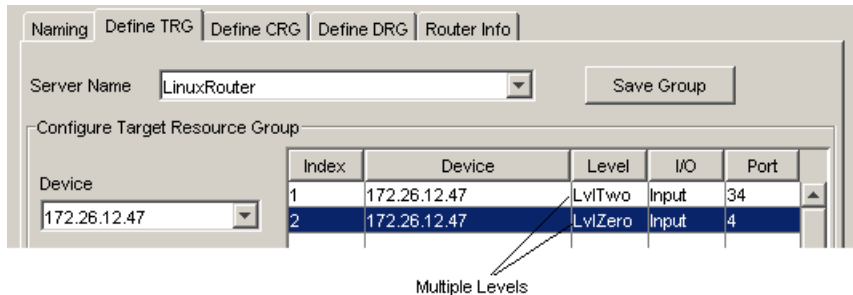 Naming Define TRG Define CRG Define DRG Router Info
Server Name LinuxRouter Save Group
Configure Target Resource Group
Index Device Level I/O Port
Device
1 172.26.12.47 LvlTwo Input 34
172.26.12.47
2 172.26.12.47 LvlZero Input 4
Multiple Levels